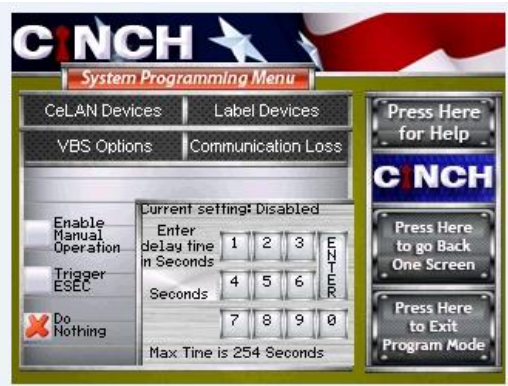 CINCH
System Programming Menu
CeLAN Devices
Label Devices
VBS Options
Communication Loss
Enable
Manual
Operation
Trigger
ESEC
Do
Nothing
Current setting: Disabled
Enter
delay time
in Seconds
Seconds
1 2 3
4 5 6
7 8 9 0
ENTER
Max Time is 254 Seconds
Press Here
for Help
CINCH
Press Here
to go Back
One Screen
Press Here
to Exit
Program Mode